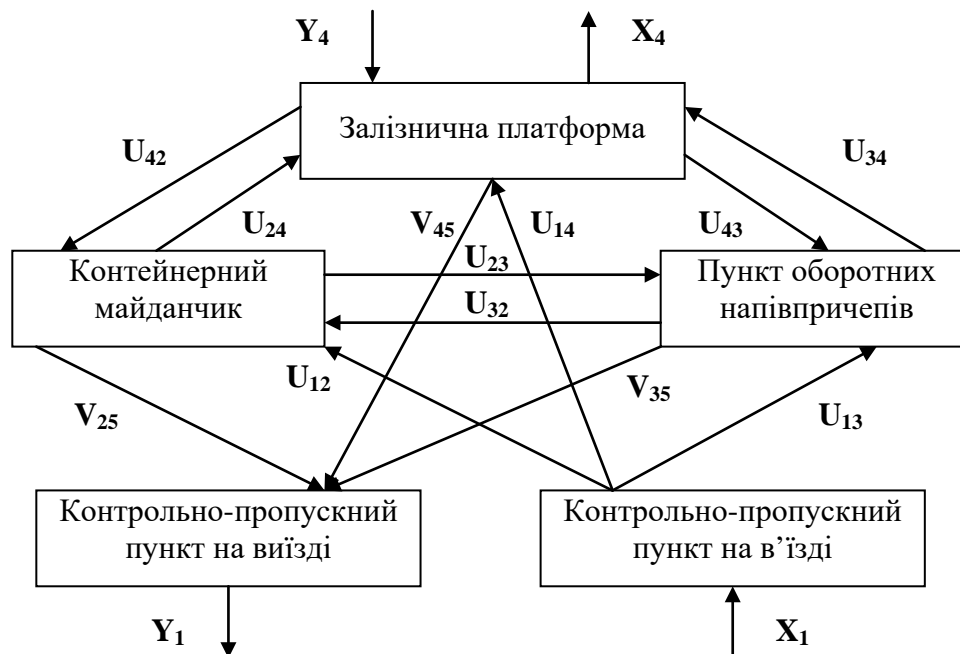 Y4 X4
Залізнична платформа
U42 U34
U24 V45 U14 U43
Контейнерний
майданчик
U23
U32
Пункт оборотних
напівпричепів
U12 V35
V25 U13
Контрольно-пропускний
пункт на виїзді
Контрольно-пропускний
пункт на в’їзді
Y1 X1